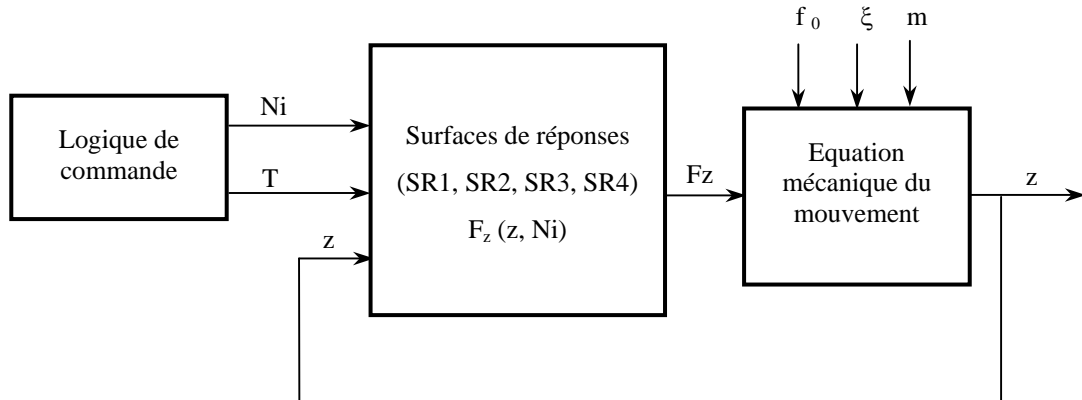 f 0 ξ m
Logique de
commande
Ni
T
z
Surfaces de réponses
(SR1, SR2, SR3, SR4)
Fz (z, Ni)
Fz
Equation
mécanique du
mouvement
z